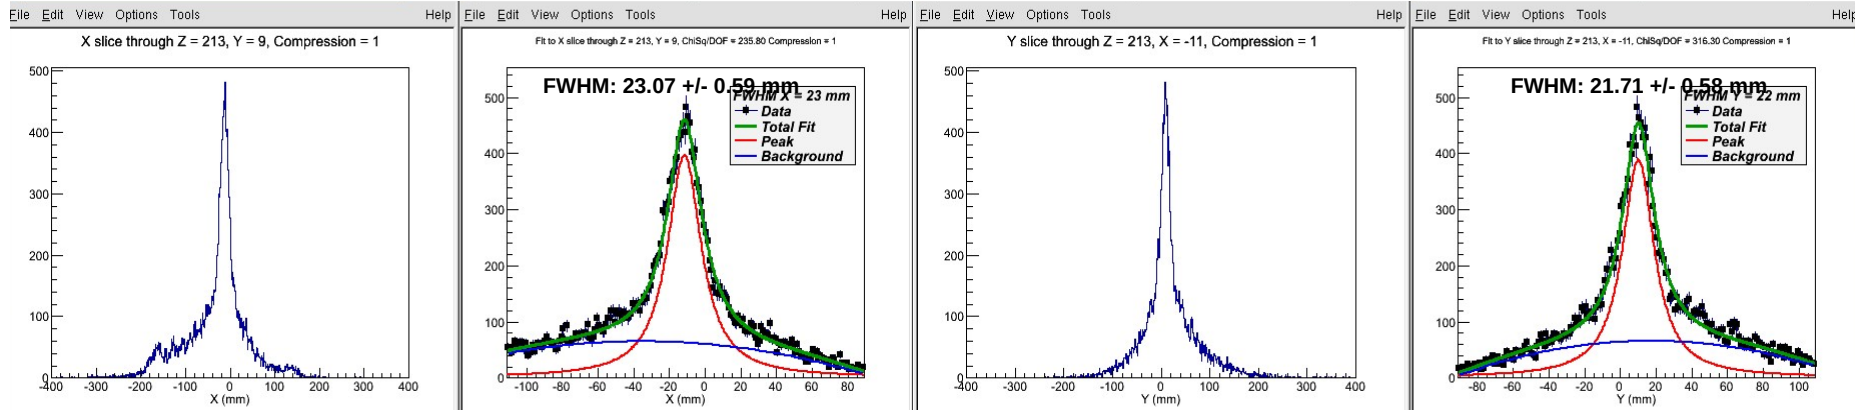 File Edit View Options Tools Help
X slice through Z = 213, Y = 9, Compression = 1
500
400
300
200
100
-400 -300 -200 -100 0 100 200 300 400
X (mm)
File Edit View Options Tools Help
Fit to X slice through Z = 213, Y = 9, ChiSq/DOF = 235.80 Compression = 1
FWHM: 23.07 +/- 0.59 mm
FWHM X = 23 mm
Data
Total Fit
Peak
Background
500
400
300
200
100
0
-100 -80 -60 -40 -20 0 20 40 60 80
X (mm)
File Edit View Options Tools Help
Y slice through Z = 213, X = -11, Compression = 1
500
400
300
200
100
0
-400 -300 -200 -100 0 100 200 300 400
Y (mm)
File Edit View Options Tools Help
Fit to Y slice through Z = 213, X = -11, ChiSq/DOF = 316.30 Compression = 1
FWHM: 21.71 +/- 0.58 mm
FWHM Y = 22 mm
Data
Total Fit
Peak
Background
500
400
300
200
100
0
-80 -60 -40 -20 0 20 40 60 80 100
Y (mm)